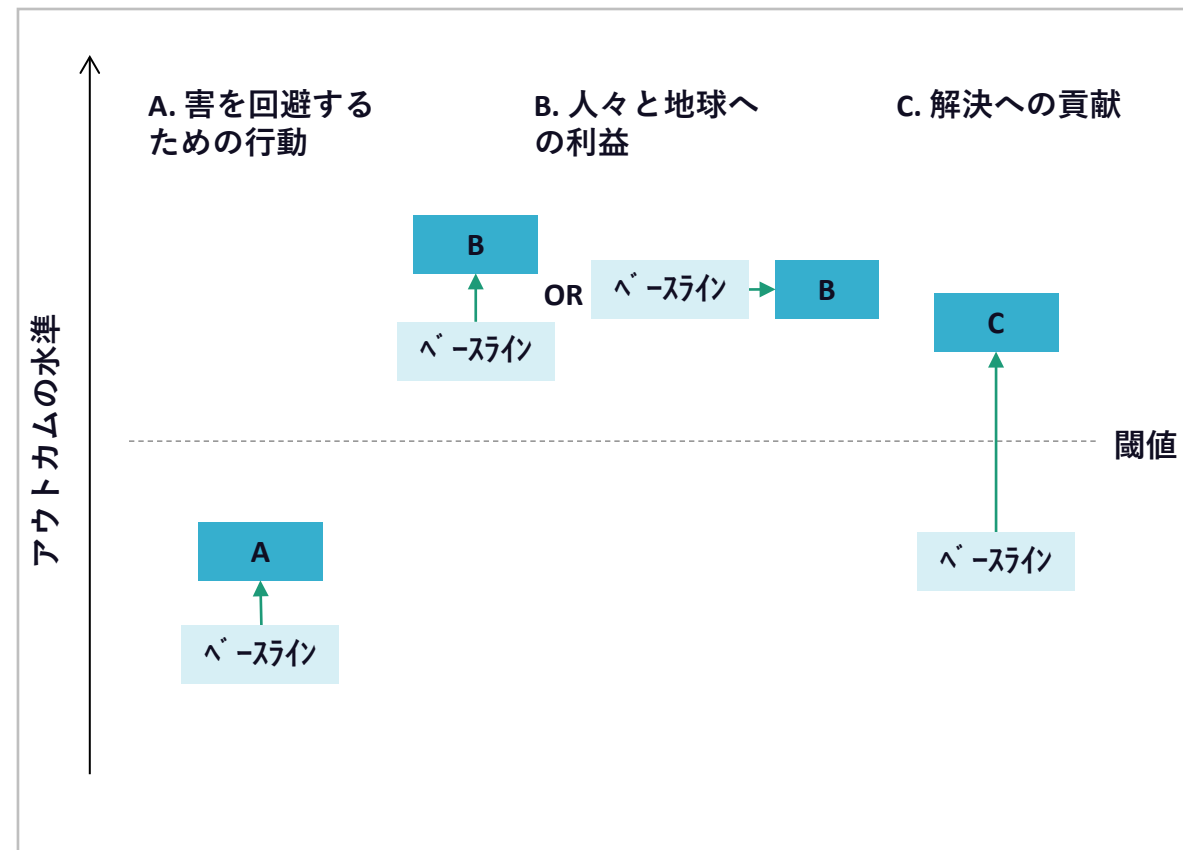 A. 害を回避する
ための行動
B. 人々と地球へ
の利益
C. 解決への貢献
B
OR
ﾍﾞｰｽﾗｲﾝ
B
ﾍﾞｰｽﾗｲﾝ
C
アウトカムの水準
閾値
A
ﾍﾞｰｽﾗｲﾝ
ﾍﾞｰｽﾗｲﾝ